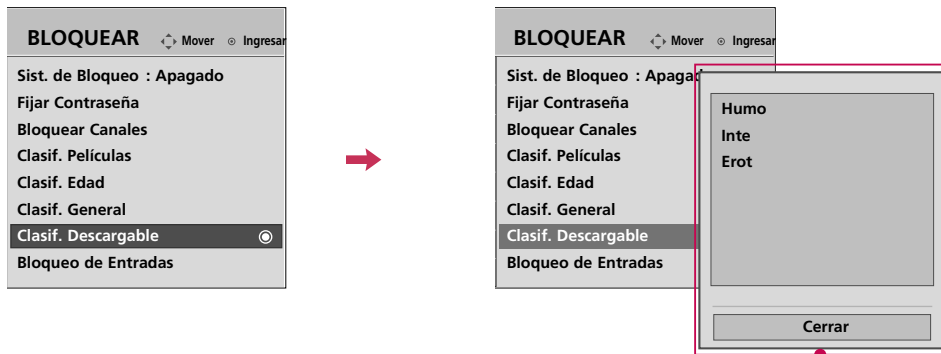 BLOQUEAR Mover Ingresar
Sist. de Bloqueo : Apagado
Fijar Contraseña
Bloquear Canales
Clasif. Películas
Clasif. Edad
Clasif. General
Clasif. Descargable
Bloqueo de Entradas
BLOQUEAR Mover Ingresar
Sist. de Bloqueo : Apagad
Fijar Contraseña
Bloquear Canales
Clasif. Películas
Clasif. Edad
Clasif. General
Clasif. Descargable
Bloqueo de Entradas
Humo
Inte
Erot
Cerrar